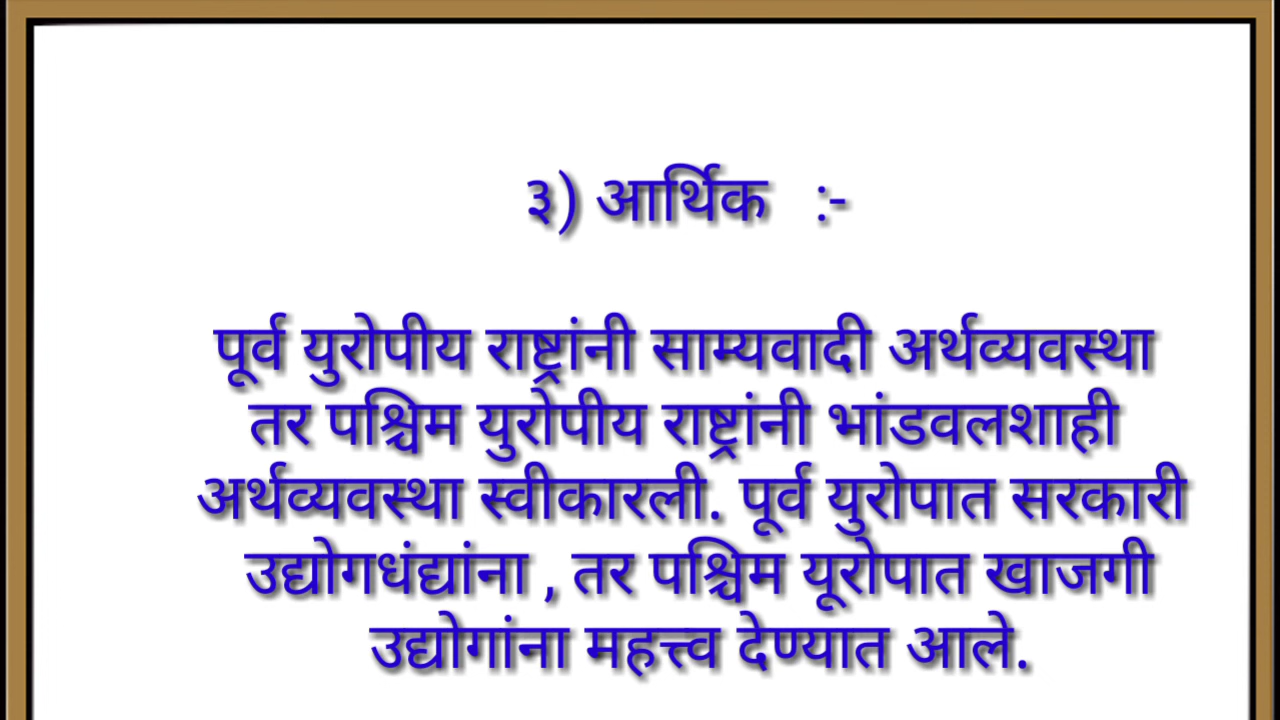 ३) आर्थिक :-
पूर्व युरोपीय राष्ट्रांनी साम्यवादी अर्थव्यवस्था
तर पश्चिम युरोपीय राष्ट्रांनी भांडवलशाही
अर्थव्यवस्था स्वीकारली. पूर्व युरोपात सरकारी
उद्योगधंद्यांना , तर पश्चिम यूरोपात खाजगी
उद्योगांना महत्त्व देण्यात आले.